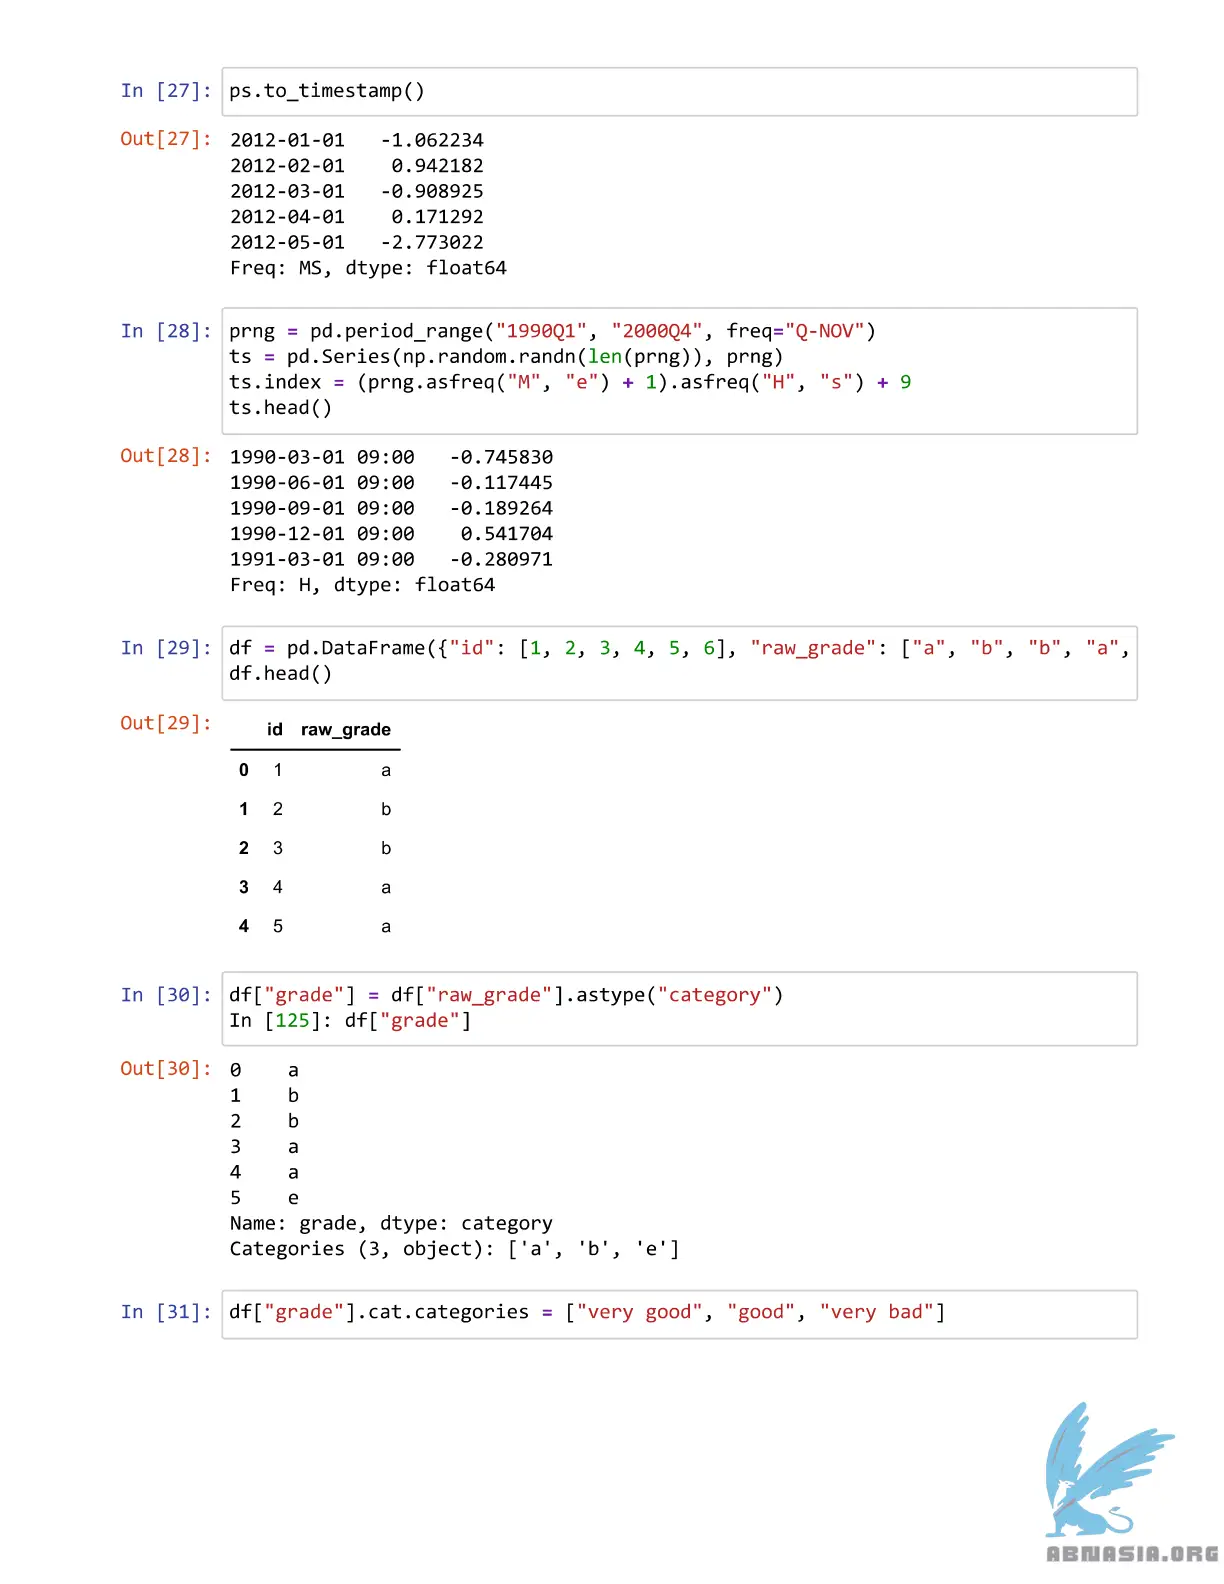 In [27]: ps.to_timestamp()
Out[27]: 2012-01-01   -1.062234
2012-02-01    0.942182
2012-03-01   -0.908925
2012-04-01    0.171292
2012-05-01   -2.773022
Freq: MS, dtype: float64
In [28]: prng = pd.period_range("1990Q1", "2000Q4", freq="Q-NOV")
ts = pd.Series(np.random.randn(len(prng)), prng)
ts.index = (prng.asfreq("M", "e") + 1).asfreq("H", "s") + 9
ts.head()
Out[28]: 1990-03-01 09:00   -0.745830
1990-06-01 09:00   -0.117445
1990-09-01 09:00   -0.189264
1990-12-01 09:00    0.541704
1991-03-01 09:00   -0.280971
Freq: H, dtype: float64
In [29]: df = pd.DataFrame({"id": [1, 2, 3, 4, 5, 6], "raw_grade": ["a", "b", "b", "a",
df.head()
Out[29]:
id raw_grade
0 1 a
1 2 b
2 3 b
3 4 a
4 5 a
In [30]: df["grade"] = df["raw_grade"].astype("category")
In [125]: df["grade"]
Out[30]: 0    a
1    b
2    b
3    a
4    a
5    e
Name: grade, dtype: category
Categories (3, object): ['a', 'b', 'e']
In [31]: df["grade"].cat.categories = ["very good", "good", "very bad"]
ABNASIA.ORG